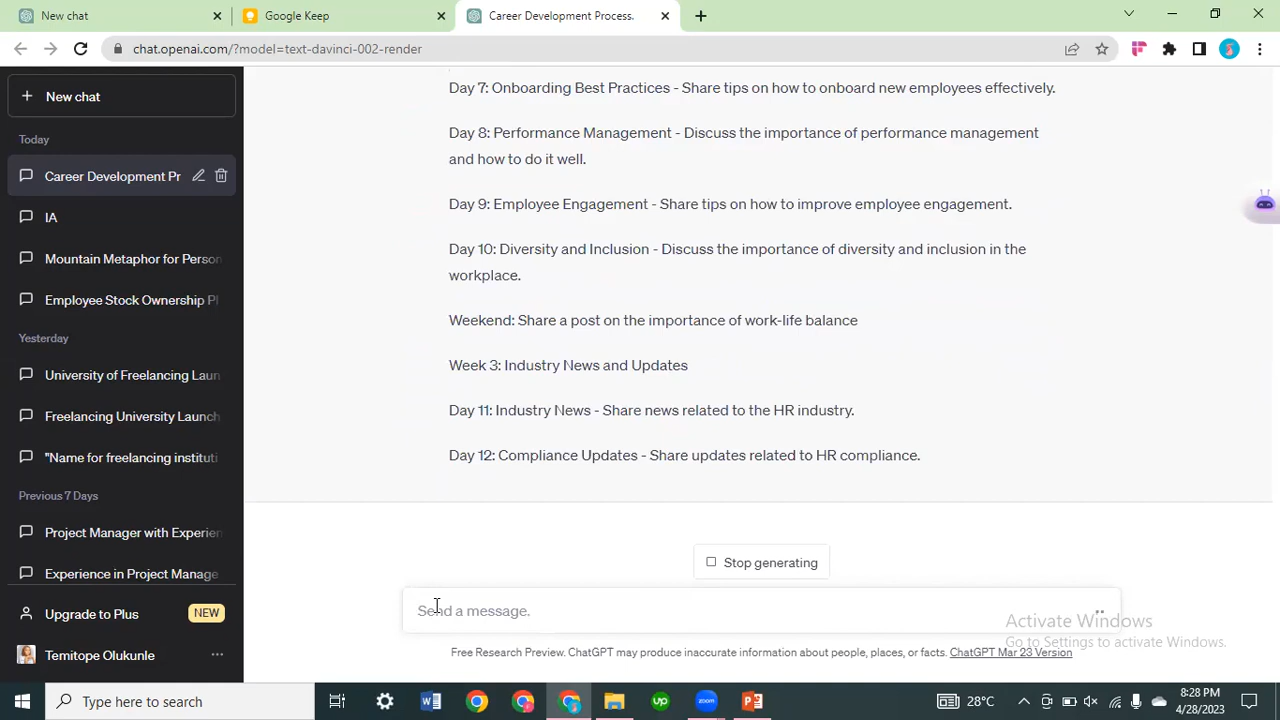 New chat
Google Keep
Career Development Process.
chat.openai.com/?model=text-davinci-002-render
New chat
Today
Career Development Pr
IA
Mountain Metaphor for Person
Employee Stock Ownership Pl
Yesterday
University of Freelancing Laun
Freelancing University Launch
"Name for freelancing instituti
Previous 7 Days
Project Manager with Experien
Experience in Project Manage
Upgrade to Plus
NEW
Temitope Olukunle
Day 7: Onboarding Best Practices - Share tips on how to onboard new employees effectively.
Day 8: Performance Management - Discuss the importance of performance management
and how to do it well.
Day 9: Employee Engagement - Share tips on how to improve employee engagement.
Day 10: Diversity and Inclusion - Discuss the importance of diversity and inclusion in the
workplace.
Weekend: Share a post on the importance of work-life balance
Week 3: Industry News and Updates
Day 11: Industry News - Share news related to the HR industry.
Day 12: Compliance Updates - Share updates related to HR compliance.
Stop generating
Send a message.
Activate Windows
Go to Settings to activate Windows.
Free Research Preview. ChatGPT may produce inaccurate information about people, places, or facts. ChatGPT Mar 23 Version
Type here to search
up
zoom
28°C
8:28 PM
4/28/2023